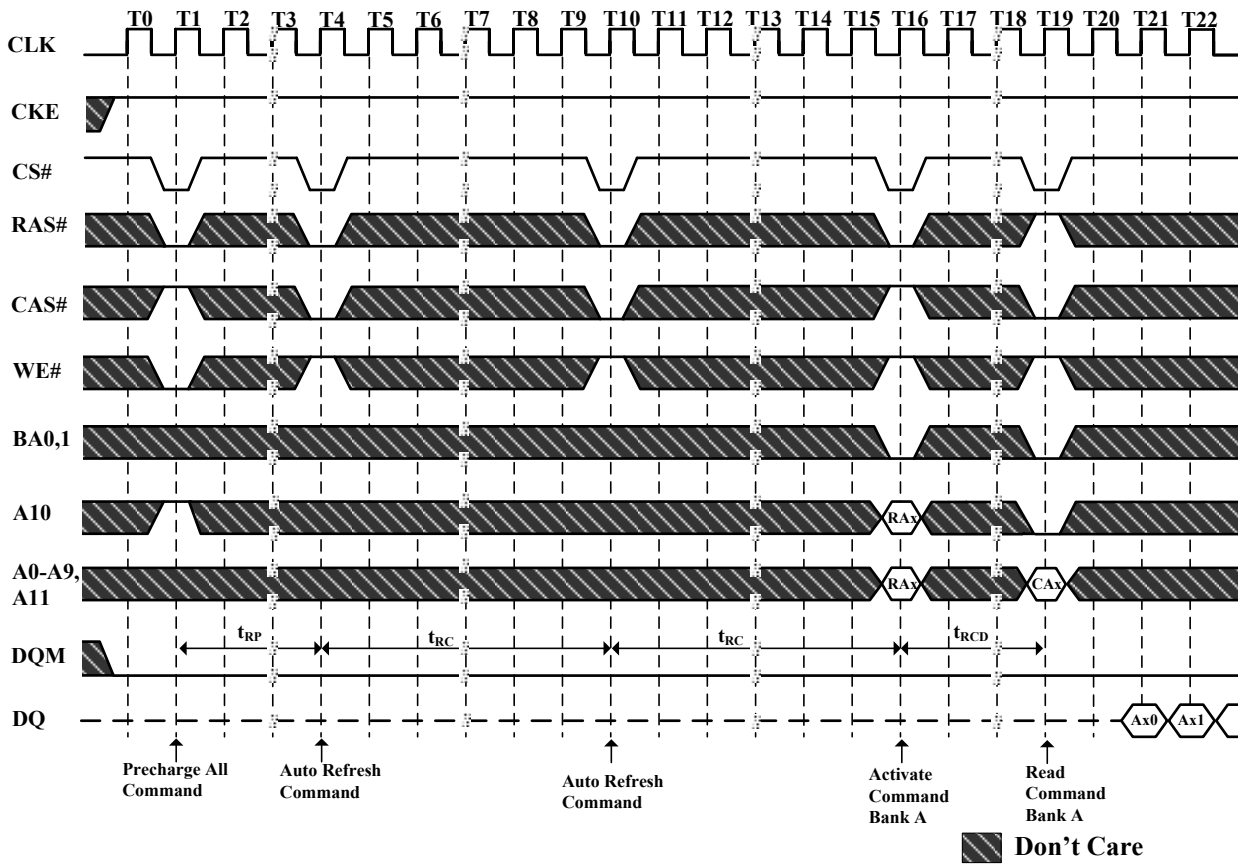 T0 T1 T2 T3 T4 T5 T6 T7 T8 T9 T10 T11 T12 T13 T14 T15 T16 T17 T18 T19 T20 T21 T22
CLK
CKE
CS#
RAS#
CAS#
WE#
BA0,1
A10
RAx
A0-A9,
A11
RAx
CAx
tRP
tRC
tRC
tRCD
DQM
DQ
Ax0
Ax1
Precharge All
Command
Auto Refresh
Command
Auto Refresh
Command
Activate
Command
Bank A
Read
Command
Bank A
Don't Care